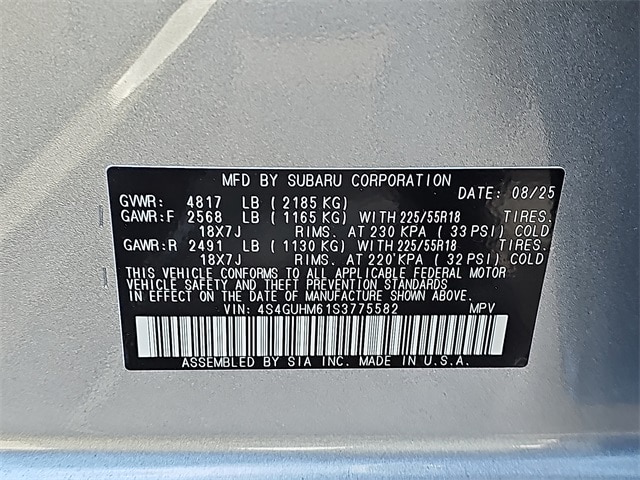 MFD BY SUBARU CORPORATION
DATE: 08/25
GVWR: 4817 LB ( 2185 KG)
GAWR:F 2568 LB ( 1165 KG) WITH 225/55R18 TIRES.
18X7J RIMS. AT 230 KPA ( 33 PSI) COLD
GAWR:R 2491 LB ( 1130 KG) WITH 225/55R18 TIRES.
18X7J RIMS. AT 220 KPA ( 32 PSI) COLD
THIS VEHICLE CONFORMS TO ALL APPLICABLE FEDERAL MOTOR
VEHICLE SAFETY, BUMPER, AND THEFT PREVENTION STANDARDS
IN EFFECT ON THE DATE OF MANUFACTURE SHOWN ABOVE.
VIN: 4S4GUHM61S3775582 MPV
ASSEMBLED BY SIA INC. MADE IN U.S.A.